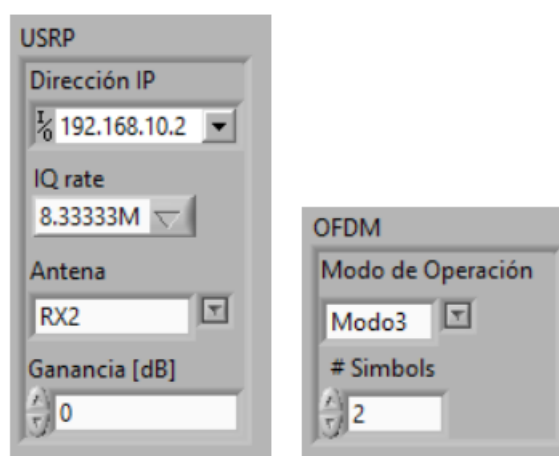 USRP
Dirección IP
I/O 192.168.10.2
IQ rate
8.33333M
Antena
RX2
Ganancia [dB]
0
OFDM
Modo de Operación
Modo3
# Simbols
2